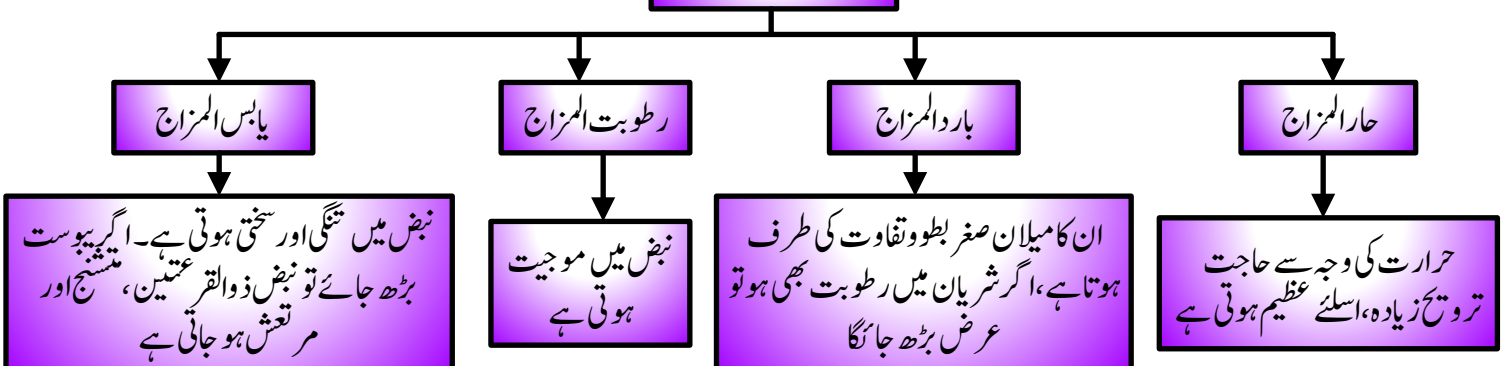 حارالمزاج
باردالمزاج
رطوبت المزاج
یابس المزاج
حرارت کی وجہ سے حاجت
ترویح زیادہ،اسلئے عظیم ہوتی ہے
ان کا میلان صغر بطو وتفاوت کی طرف
ہوتا ہے،اگر شریان میں رطوبت بھی ہو تو
عرض بڑھ جائگا
نبض میں موجیت
ہوتی ہے
نبض میں تنگی اور سختی ہوتی ہے۔اگر یبوست
بڑھ جائے تو نبض ذوالقرعتین،متشنج اور
مرتعش ہو جاتی ہے